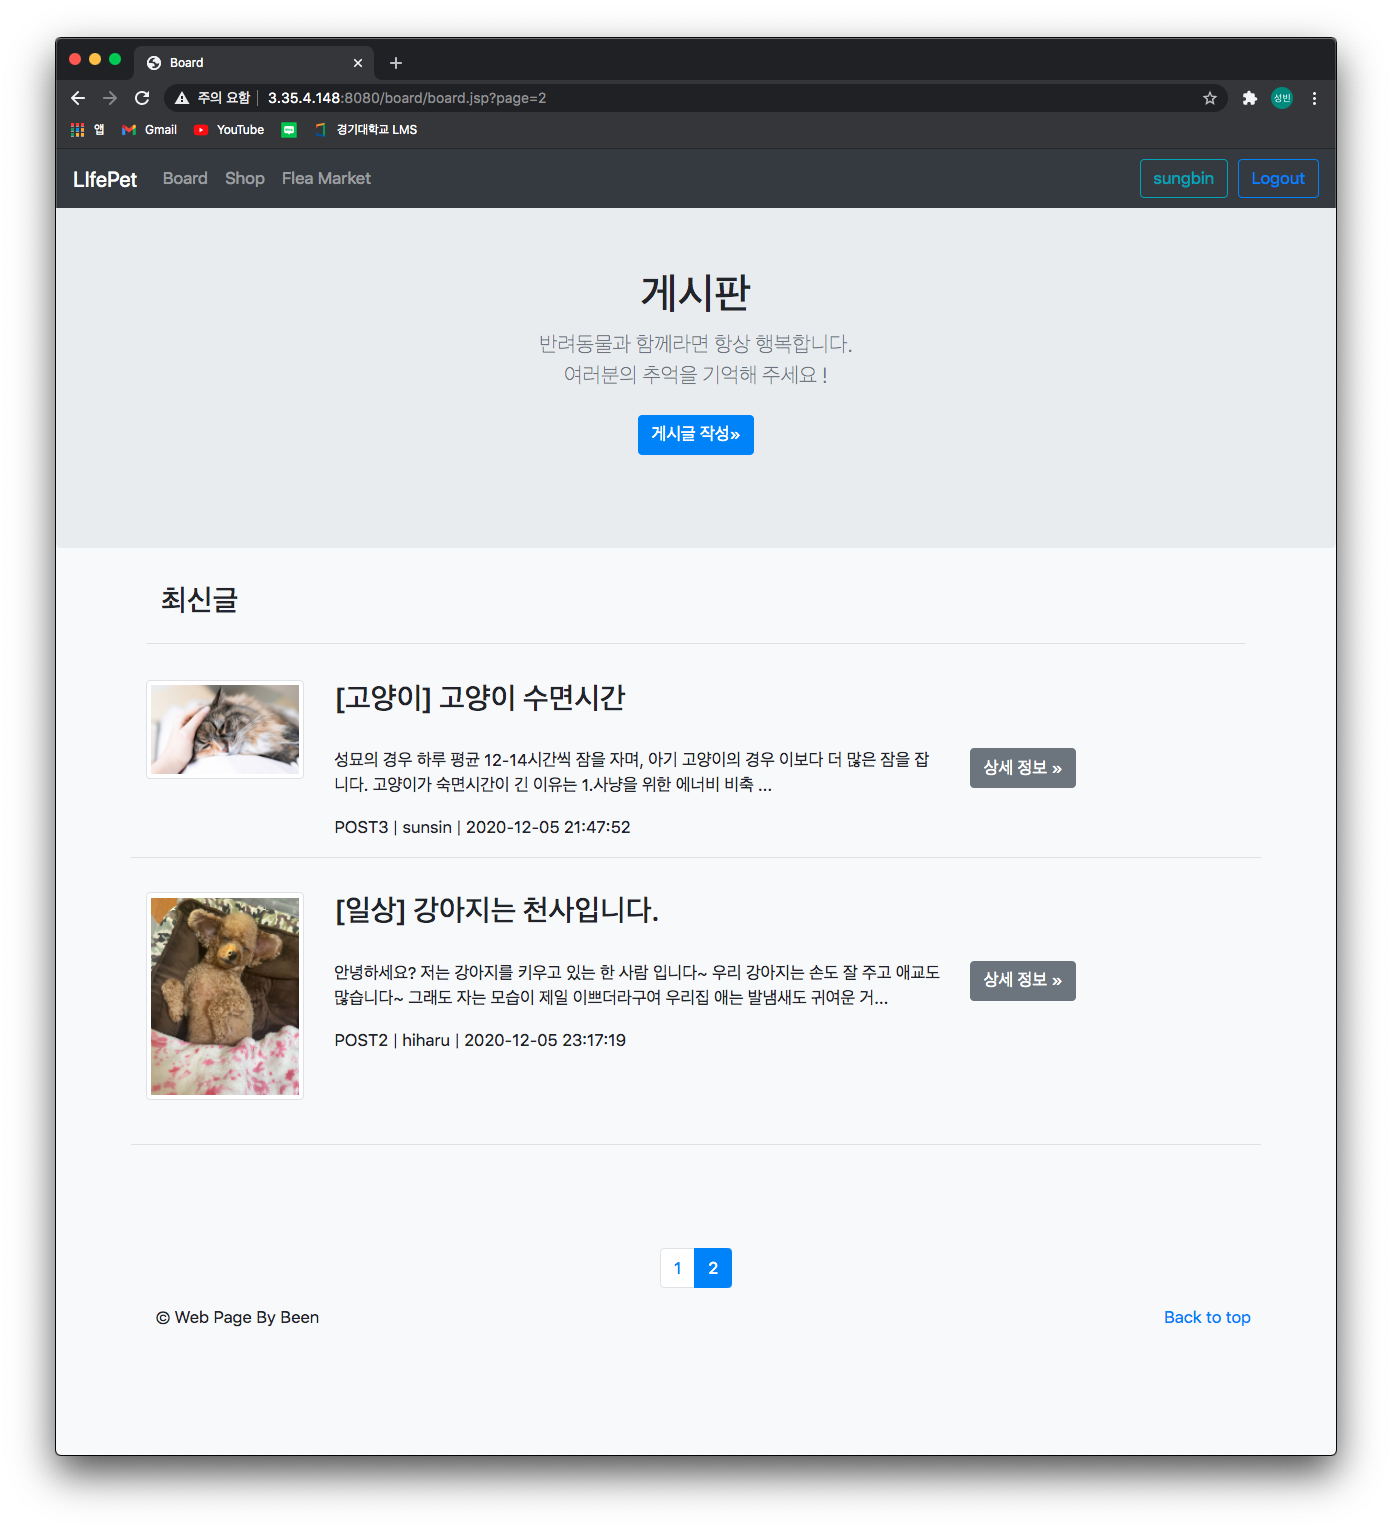 Board
주의 요함 | 3.35.4.148:8080/board/board.jsp?page=2
성빈
앱 Gmail YouTube 경기대학교 LMS
LIfePet Board Shop Flea Market sungbin Logout
게시판
반려동물과 함께라면 항상 행복합니다.
여러분의 추억을 기억해 주세요 !
게시글 작성»
최신글
[고양이] 고양이 수면시간
성묘의 경우 하루 평균 12-14시간씩 잠을 자며, 아기 고양이의 경우 이보다 더 많은 잠을 잡
니다. 고양이가 숙면시간이 긴 이유는 1.사냥을 위한 에너비 비축 ...
상세 정보 »
POST3 | sunsin | 2020-12-05 21:47:52
[일상] 강아지는 천사입니다.
안녕하세요? 저는 강아지를 키우고 있는 한 사람 입니다~ 우리 강아지는 손도 잘 주고 애교도
많습니다~ 그래도 자는 모습이 제일 이쁘더라구여 우리집 애는 발냄새도 귀여운 거...
상세 정보 »
POST2 | hiharu | 2020-12-05 23:17:19
1 2
© Web Page By Been Back to top